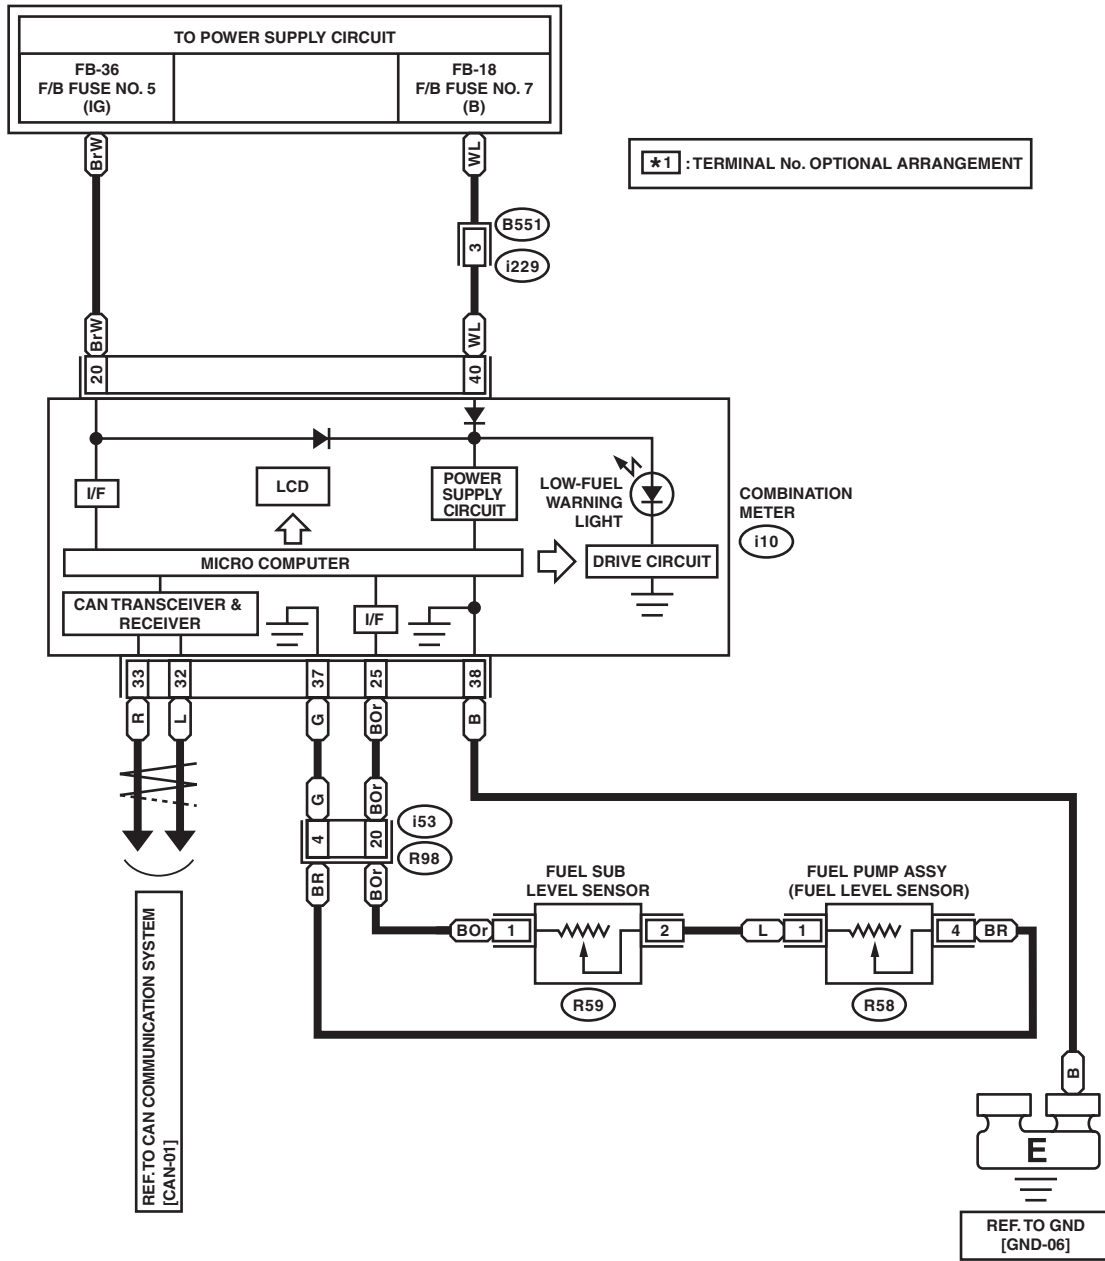 TO POWER SUPPLY CIRCUIT
FB-36
F/B FUSE NO. 5
(IG)
FB-18
F/B FUSE NO. 7
(B)
BrW
WL
*1 : TERMINAL No. OPTIONAL ARRANGEMENT
B551
3
i229
BrW
WL
20
40
I/F
LCD
POWER
SUPPLY
CIRCUIT
LOW-FUEL
WARNING
LIGHT
COMBINATION
METER
i10
MICRO COMPUTER
DRIVE CIRCUIT
CAN TRANSCEIVER &
RECEIVER
I/F
33
32
37
25
38
R
L
G
BOr
B
G
BOr
4
20
i53
R98
BR
BOr
FUEL SUB
LEVEL SENSOR
FUEL PUMP ASSY
(FUEL LEVEL SENSOR)
BOr
1
2
L
1
4
BR
R59
R58
REF. TO CAN COMMUNICATION SYSTEM
[CAN-01]
B
E
REF. TO GND
[GND-06]